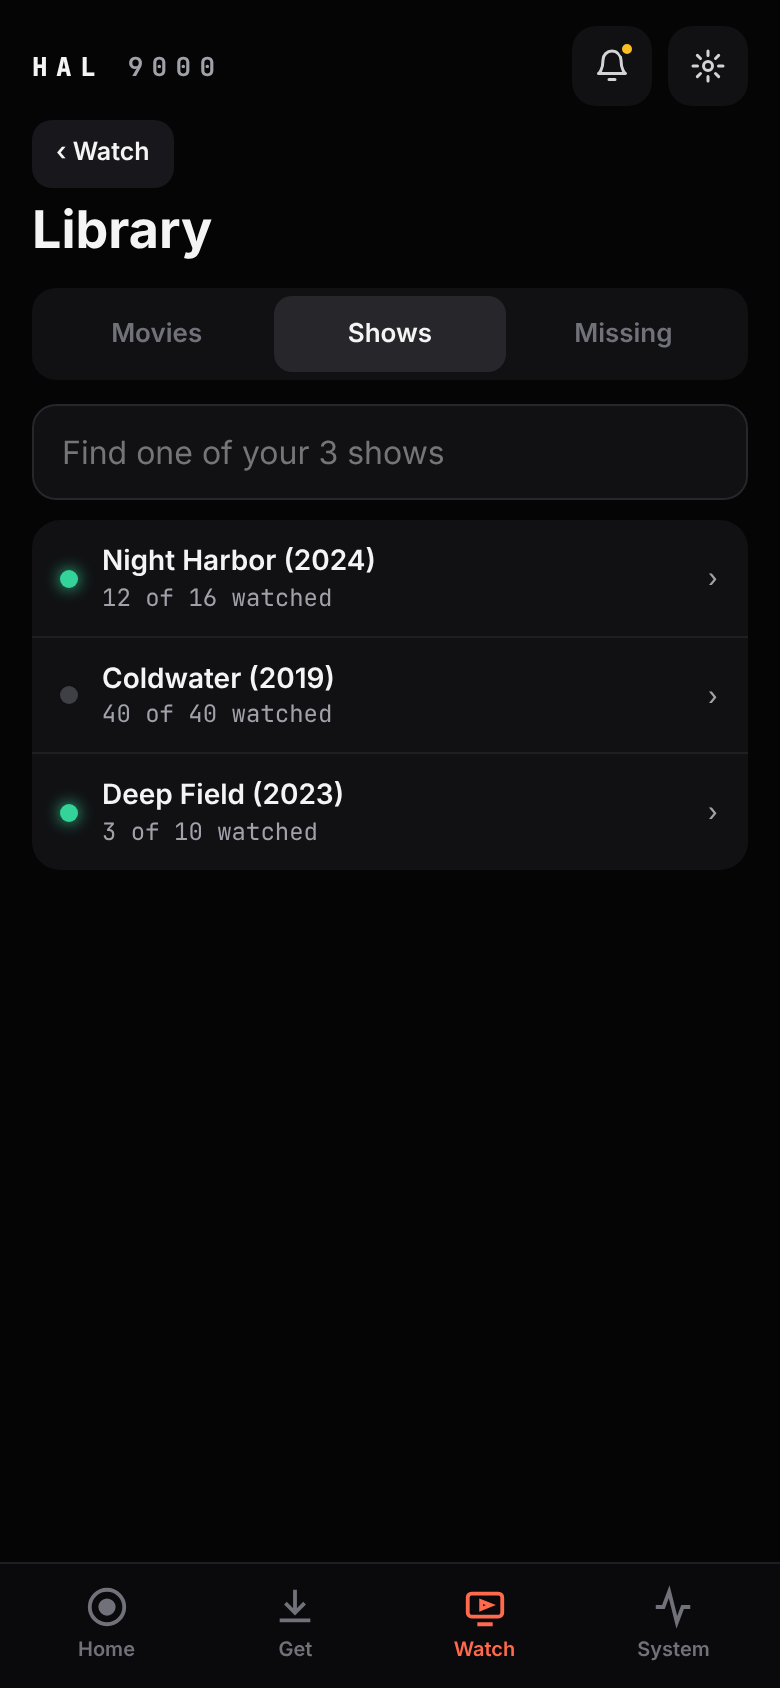 HAL 9000
‹ Watch
Library
Movies Shows Missing
Find one of your 3 shows
Night Harbor (2024)
12 of 16 watched
›
Coldwater (2019)
40 of 40 watched
›
Deep Field (2023)
3 of 10 watched
›
Home Get Watch System